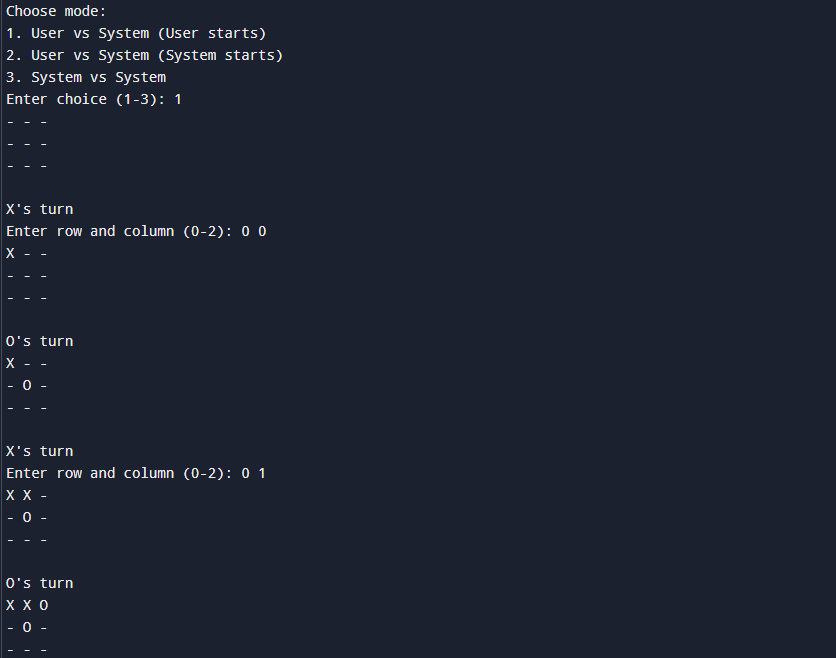 Choose mode:
1. User vs System (User starts)
2. User vs System (System starts)
3. System vs System
Enter choice (1-3): 1
- - -
- - -
- - -
X's turn
Enter row and column (0-2): 0 0
X - -
- - -
- - -
O's turn
X - -
- O -
- - -
X's turn
Enter row and column (0-2): 0 1
X X -
- O -
- - -
O's turn
X X O
- O -
- - -